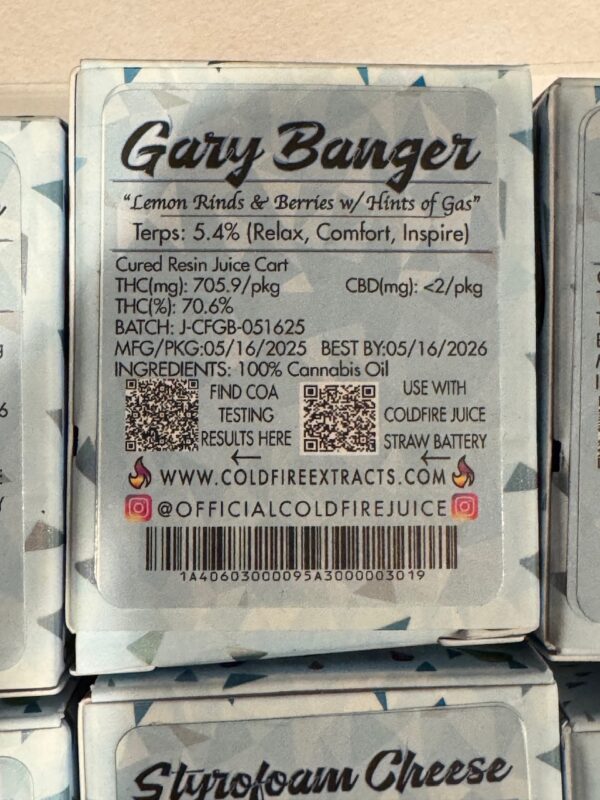 Gary Banger
"Lemon Rinds & Berries w/ Hints of Gas"
Terps: 5.4% (Relax, Comfort, Inspire)
Cured Resin Juice Cart
THC(mg): 705.9/pkg CBD(mg): <2/pkg
THC(%): 70.6%
BATCH: J-CFGB-051625
MFG/PKG:05/16/2025 BEST BY:05/16/2026
INGREDIENTS: 100% Cannabis Oil
FIND COA
TESTING
RESULTS HERE
USE WITH
COLDFIRE JUICE
STRAW BATTERY
WWW.COLDFIREEXTRACTS.COM
@OFFICIALCOLDFIREJUICE
1A40603000095A3000003019
Styrofoam Cheese